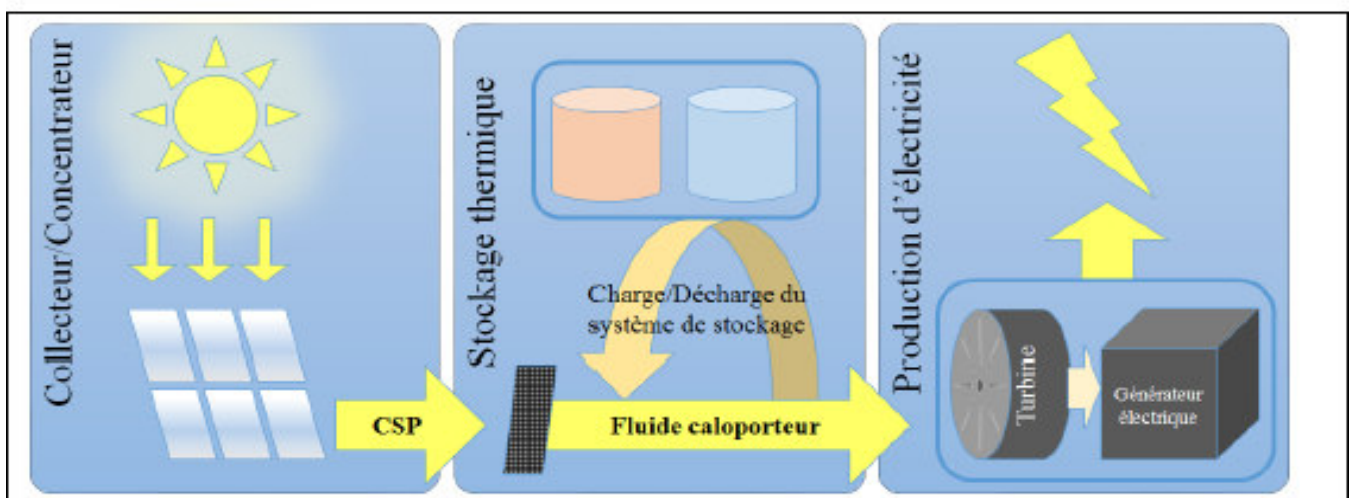 Collecteur/Concentrateur
CSP
Stockage thermique
Charge/Décharge du
système de stockage
Fluide caloporteur
Production d'électricité
Turbine
Générateur
électrique